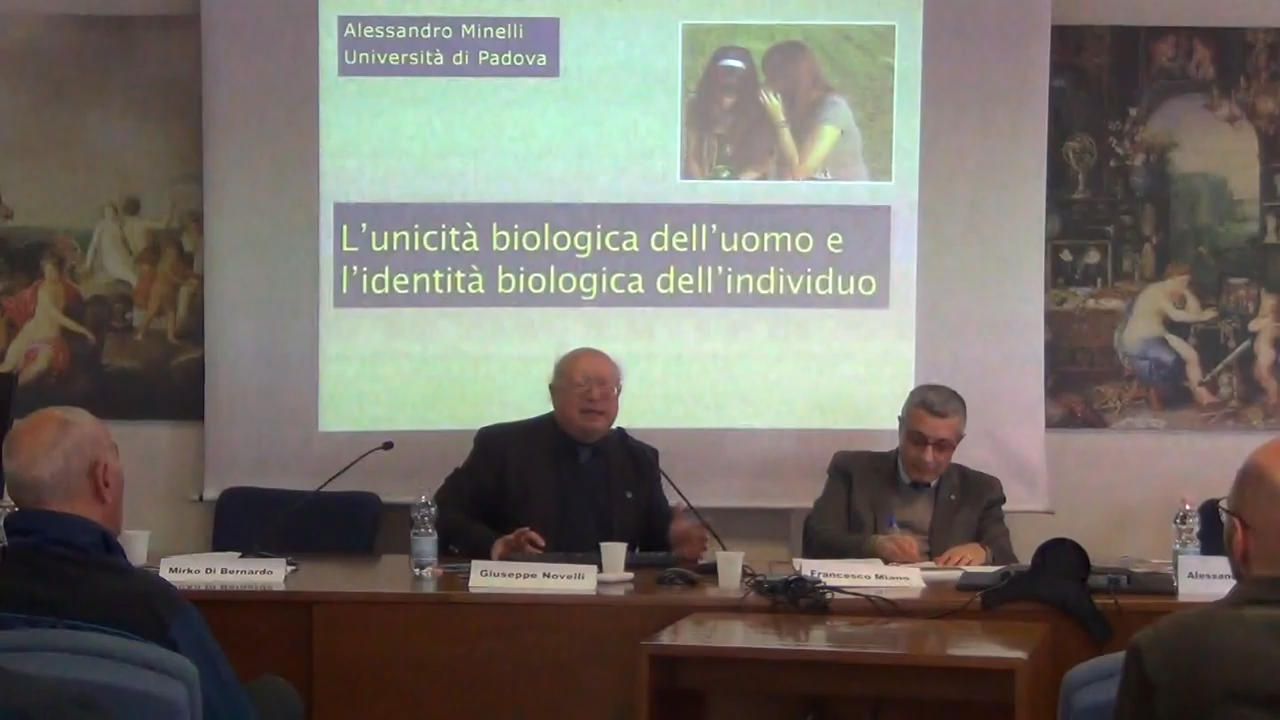 Alessandro Minelli
Università di Padova
L'unicità biologica dell'uomo e
l'identità biologica dell'individuo
Mirko Di Bernardo
Giuseppe Novelli
Francesco Miano